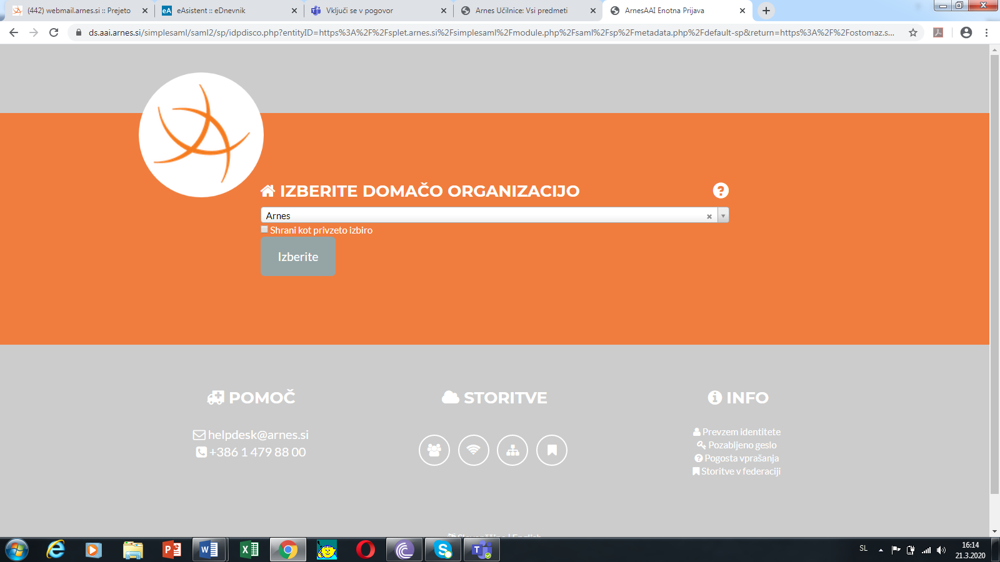 (442) webmail.arnes.si :: Prejeto
eAsistent :: eDnevnik
Vključi se v pogovor
Arnes Učilnice: Vsi predmeti
ArnesAAI Enotna Prijava
ds.aai.arnes.si/simplesaml/saml2/sp/idpdisco.php?entityID=https%3A%2F%2Fsplet.arnes.si%2Fsimplesaml%2Fmodule.php%2Fsaml%2Fsp%2Fmetadata.php%2Fdefault-sp&return=https%3A%2F%2Fostomaz.s...
IZBERITE DOMAČO ORGANIZACIJO
Arnes
Shrani kot privzeto izbiro
Izberite
POMOČ
helpdesk@arnes.si
+386 1 479 88 00
STORITVE
INFO
Prevzem identitete
Pozabljeno geslo
Pogosta vprašanja
Storitve v federaciji
Slovenščina | English
SL
16:14
21.3.2020